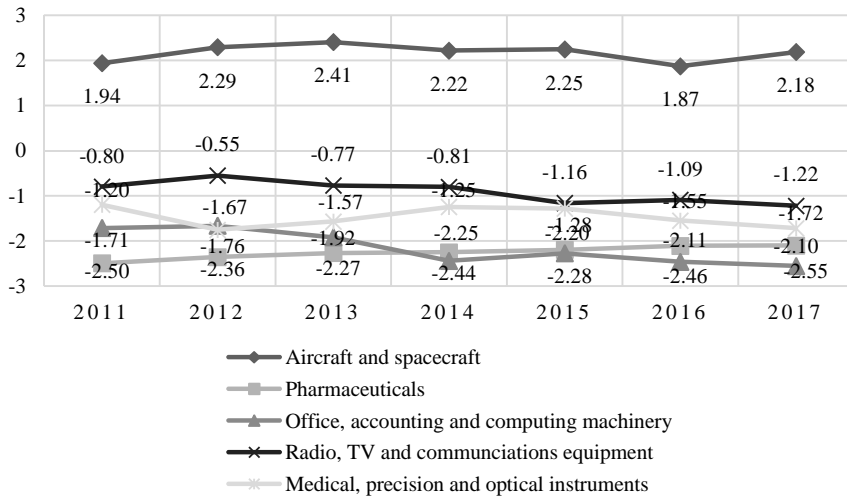 3
2
1
0
-1
-2
-3
1.94 2.29 2.41 2.22 2.25 1.87 2.18
-0.80 -0.55 -0.77 -0.81 -1.16 -1.09 -1.22
-1.20 -1.76 -1.57 -1.25 -1.28 -1.55 -1.72
-1.71 -1.67 -1.92 -2.44 -2.28 -2.46 -2.55
-2.50 -2.36 -2.27 -2.25 -2.20 -2.11 -2.10
2011 2012 2013 2014 2015 2016 2017
Aircraft and spacecraft
Pharmaceuticals
Office, accounting and computing machinery
Radio, TV and communciations equipment
Medical, precision and optical instruments